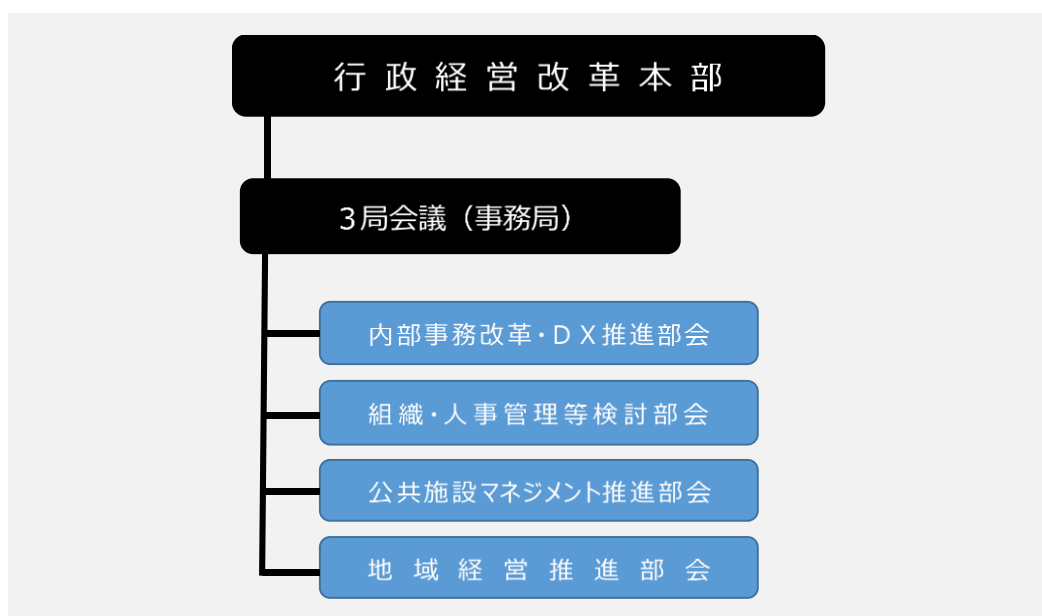 行政経営改革本部
3局会議（事務局）
内部事務改革・ＤＸ推進部会
組織・人事管理等検討部会
公共施設マネジメント推進部会
地域経営推進部会